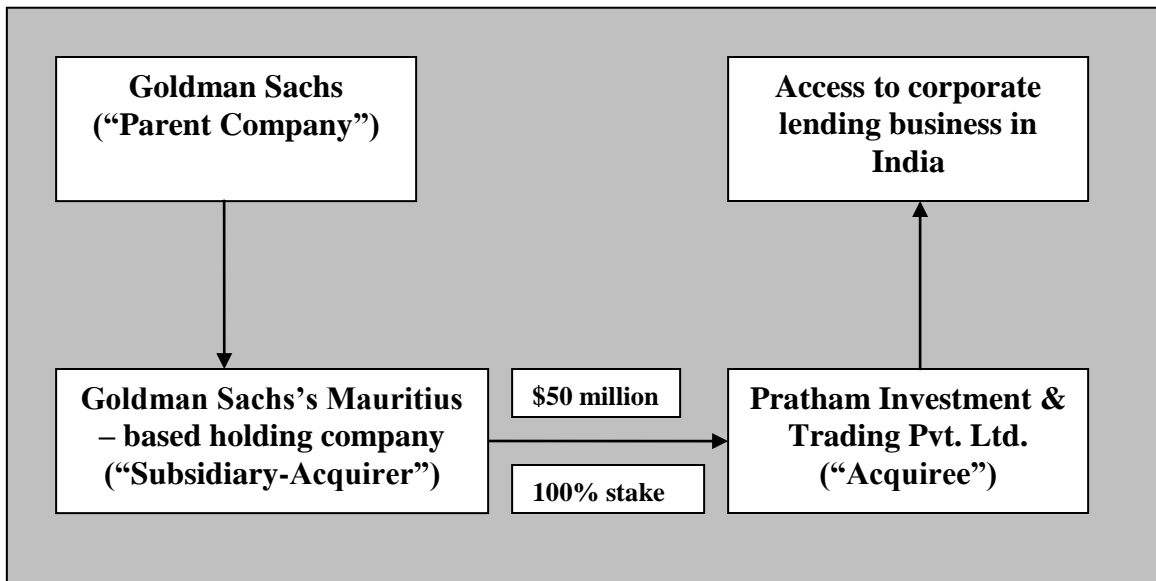 Goldman Sachs
(“Parent Company”)
Access to corporate
lending business in
India
Goldman Sachs’s Mauritius
– based holding company
(“Subsidiary-Acquirer”)
$50 million
100% stake
Pratham Investment &
Trading Pvt. Ltd.
(“Acquiree”)